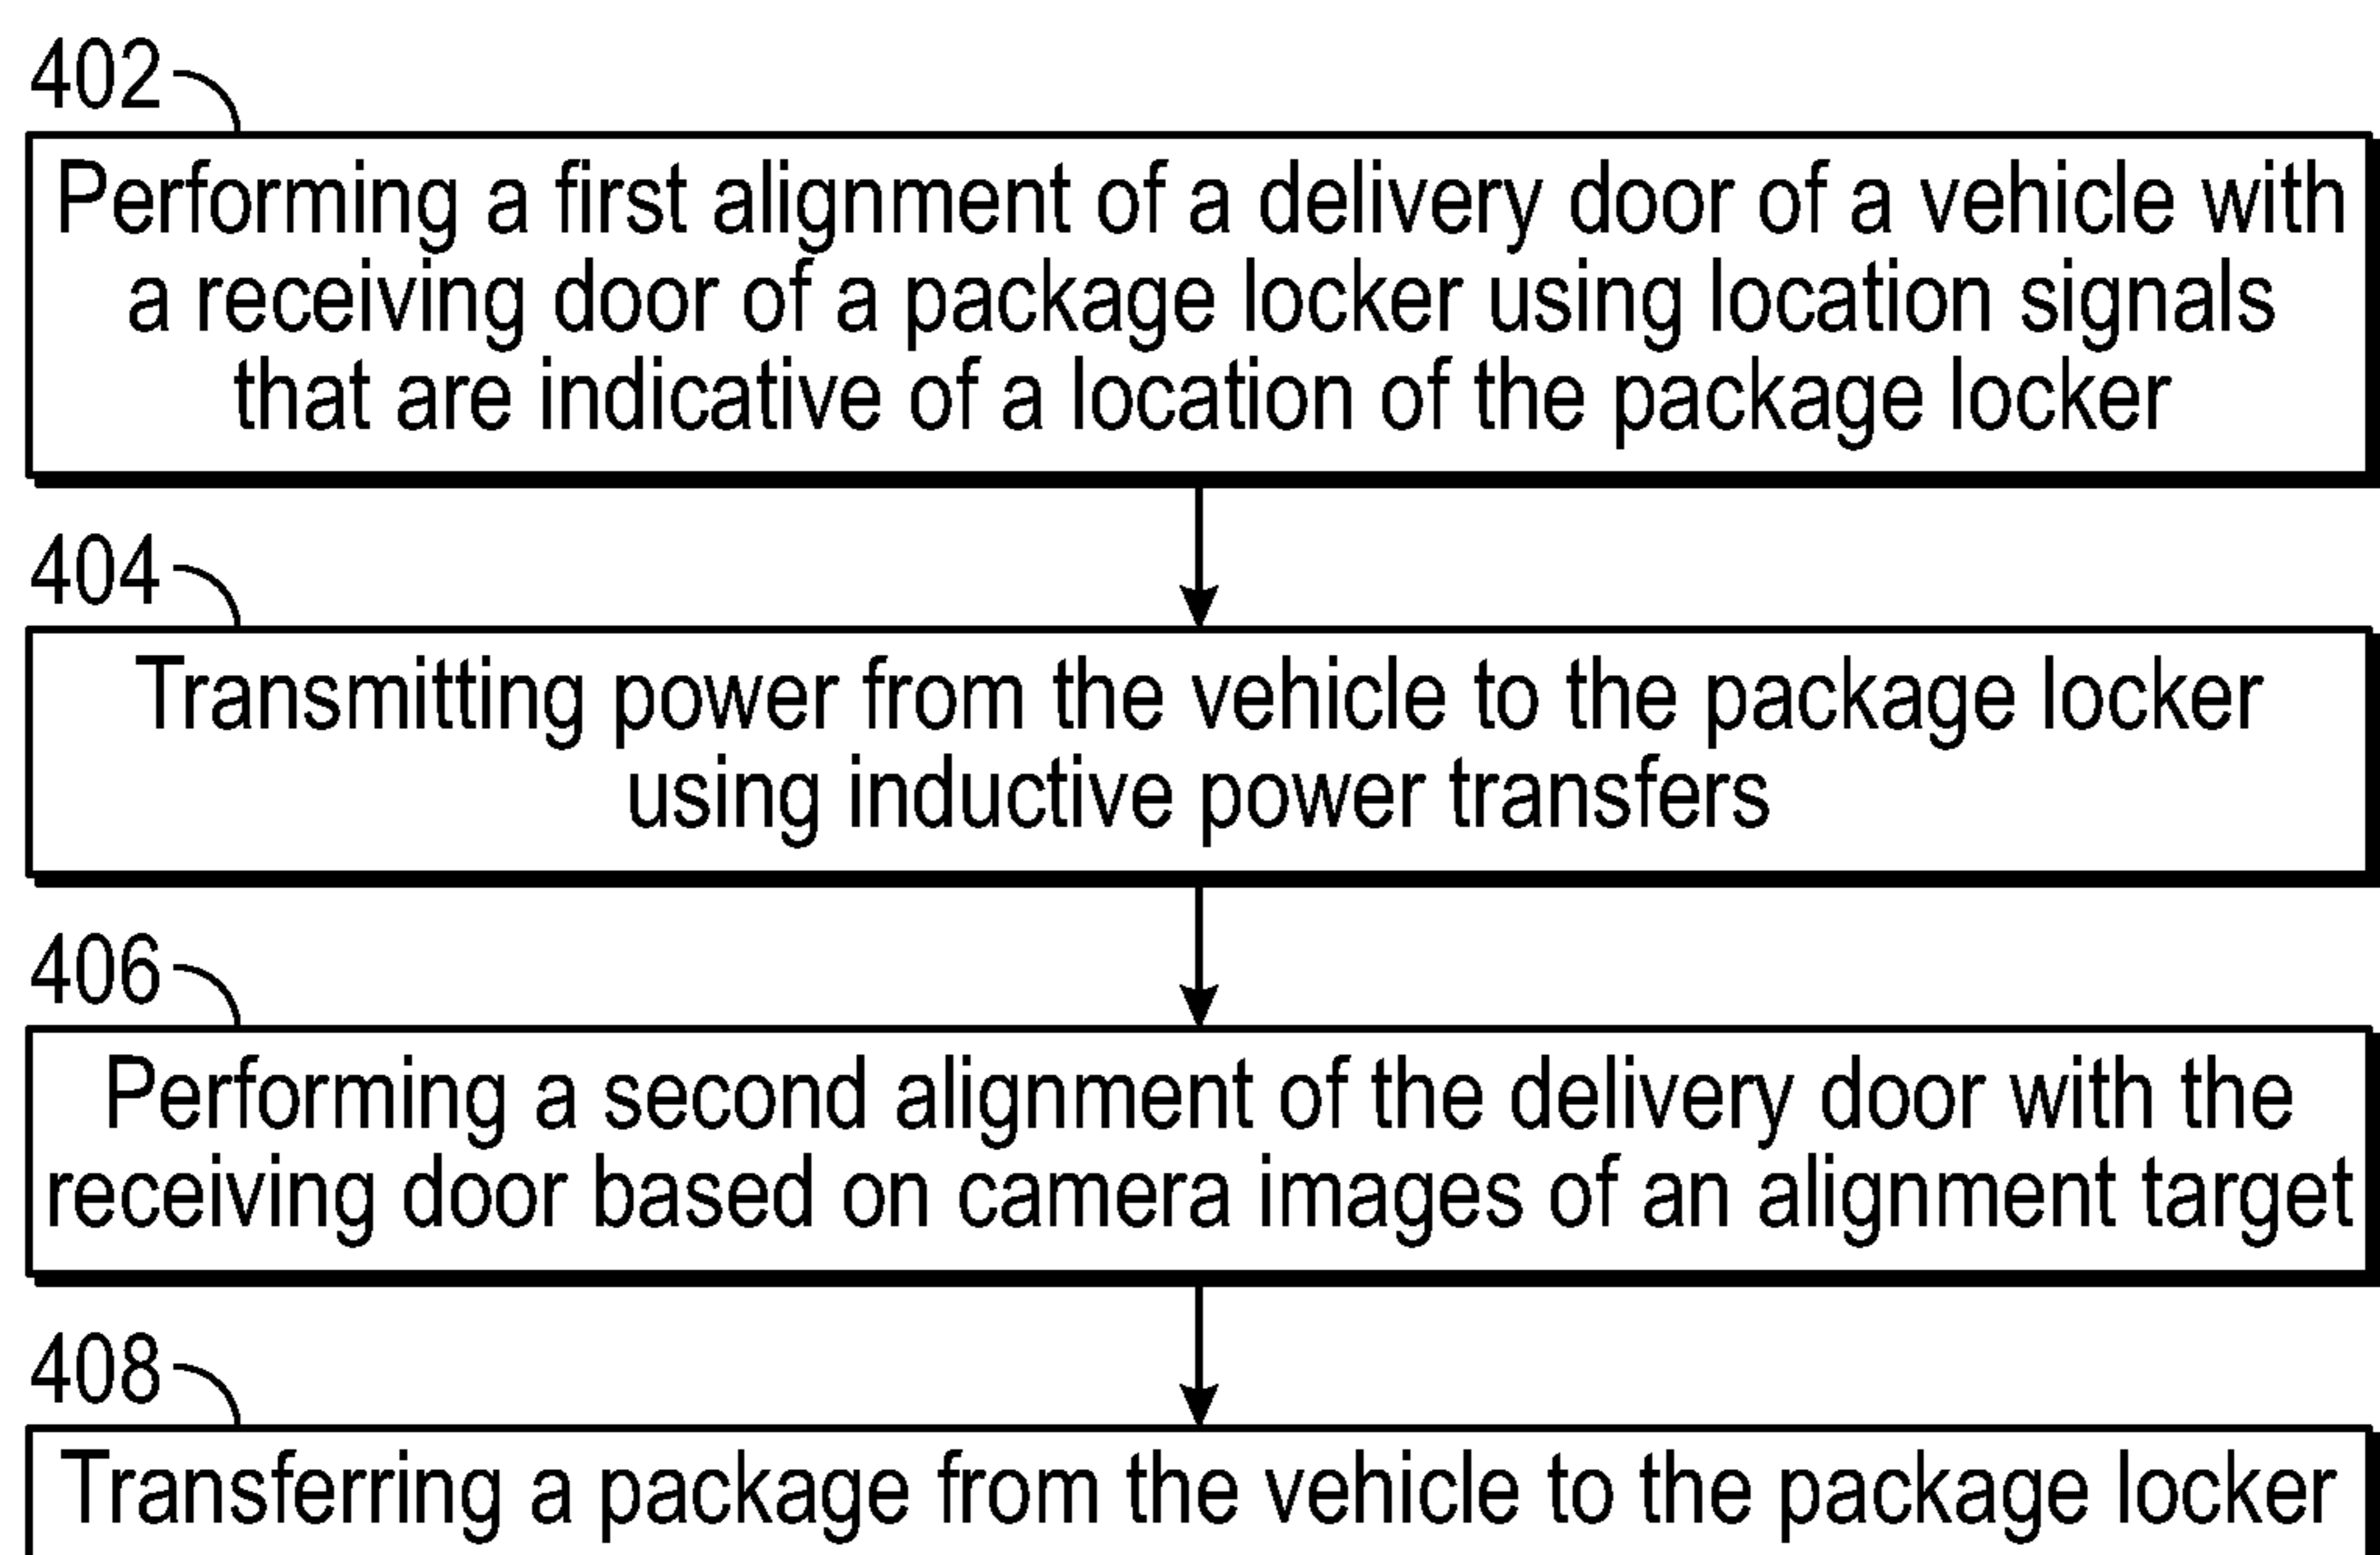 402
Performing a first alignment of a delivery door of a vehicle with
a receiving door of a package locker using location signals
that are indicative of a location of the package locker
404
Transmitting power from the vehicle to the package locker
using inductive power transfers
406
Performing a second alignment of the delivery door with the
receiving door based on camera images of an alignment target
408
Transferring a package from the vehicle to the package locker